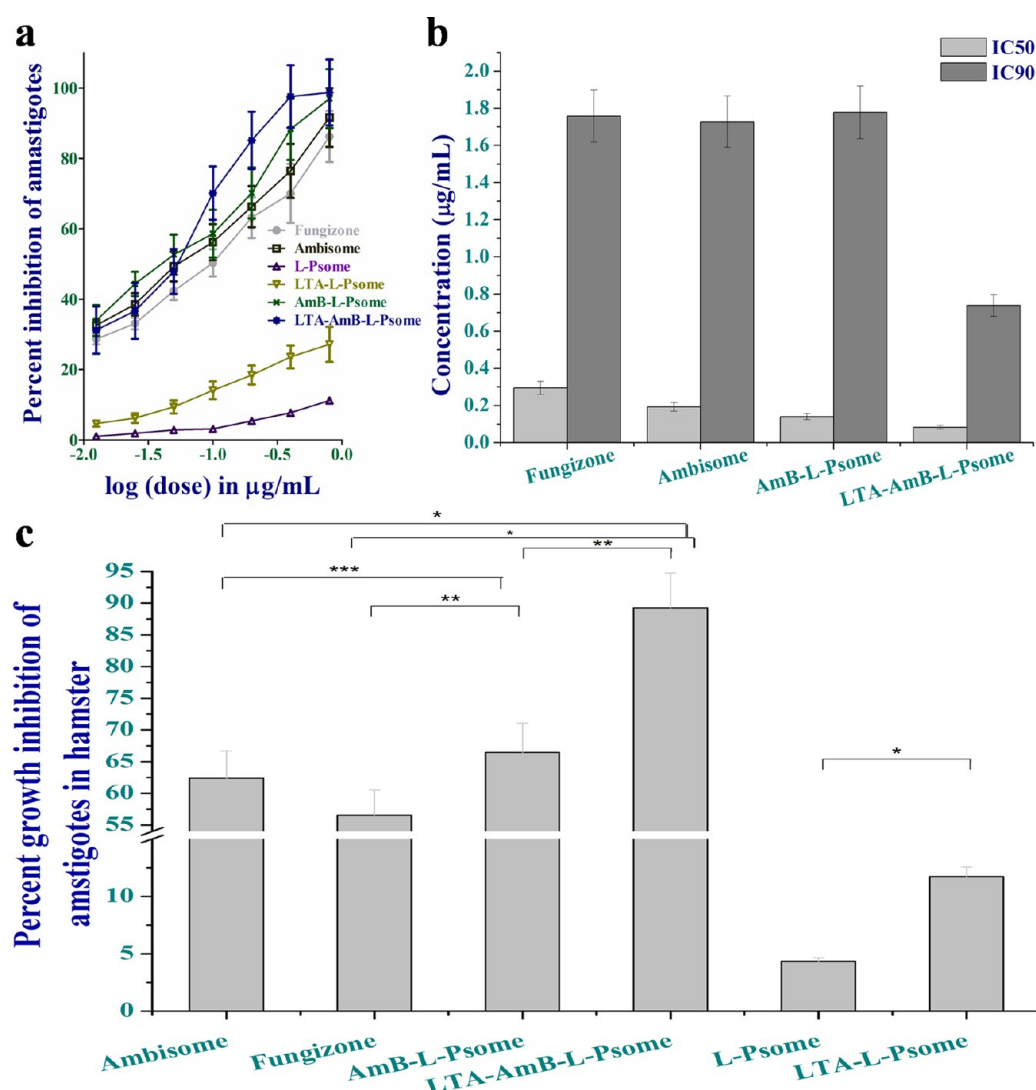 a
Percent inhibition of amastigotes
100
80
60
40
20
0
-2.0
-1.5
-1.0
-0.5
0.0
log (dose) in µg/mL
Fungizone
Ambisome
L-Psome
LTA-L-Psome
AmB-L-Psome
LTA-AmB-L-Psome
b
IC50
IC90
Concentration (µg/mL)
2.0
1.8
1.6
1.4
1.2
1.0
0.8
0.6
0.4
0.2
0.0
Fungizone
Ambisome
AmB-L-Psome
LTA-AmB-L-Psome
c
Percent growth inhibition of
amstigotes in hamster
95
90
85
80
75
70
65
60
55
10
5
0
*
*
**
***
**
*
Ambisome
Fungizone
AmB-L-Psome
LTA-AmB-L-Psome
L-Psome
LTA-L-Psome